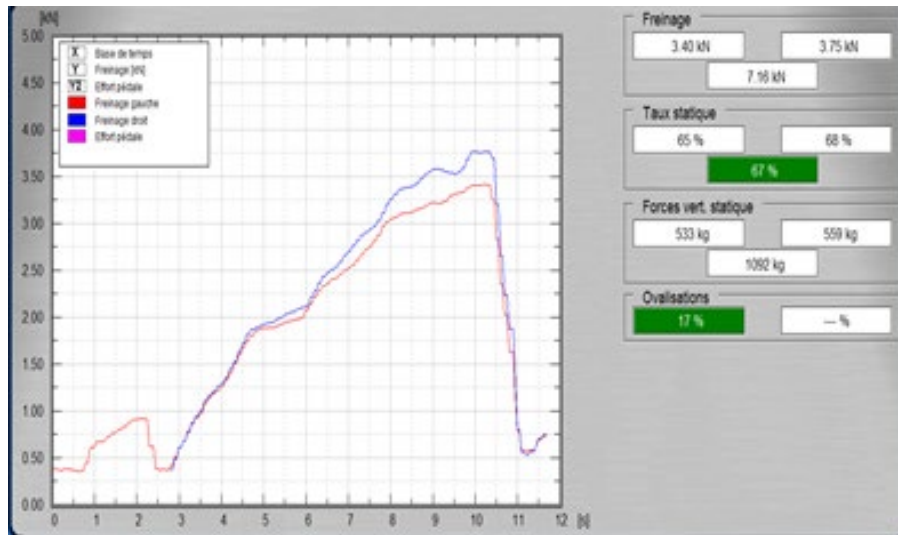 [kN]
5.00
4.50
4.00
3.50
3.00
2.50
2.00
1.50
1.00
0.50
0.00
X Base de temps
Y Freinage [kN]
Y2 Effort pédale
Freinage gauche
Freinage droit
Effort pédale
0 1 2 3 4 5 6 7 8 9 10 11 12 [s]
Freinage
3.40 kN 3.75 kN
7.16 kN
Taux statique
65 % 68 %
67 %
Forces vert. statique
533 kg 559 kg
1092 kg
Ovalisations
17 % --- %